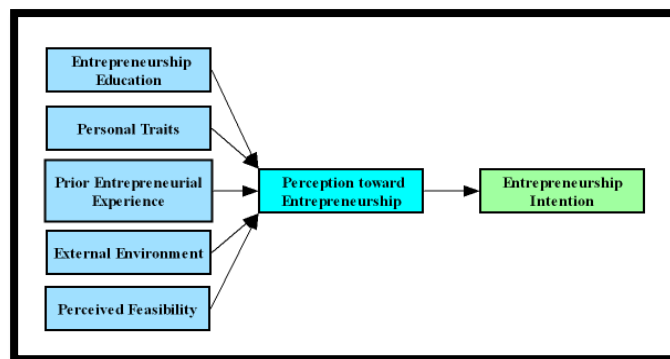 Entrepreneurship
Education
Personal Traits
Prior Entrepreneurial
Experience
External Environment
Perceived Feasibility
Perception toward
Entrepreneurship
Entrepreneurship
Intention